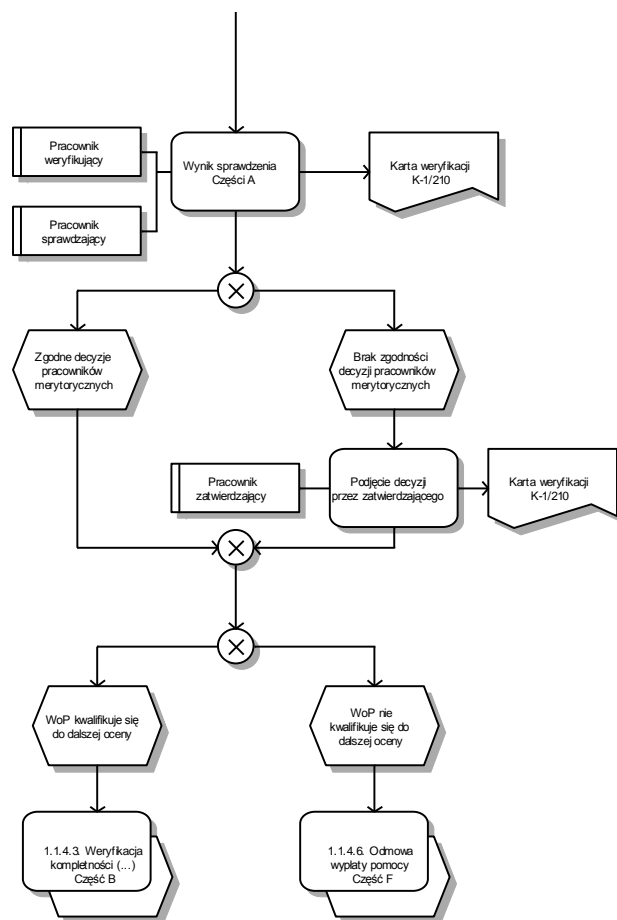 Pracownik
weryfikujący
Wynik sprawdzenia
Części A
Karta weryfikacji
K-1/210
Pracownik
sprawdzający
Zgodne decyzje
pracowników
merytorycznych
Brak zgodności
decyzji pracowników
merytorycznych
Pracownik
zatwierdzający
Podjęcie decyzji
przez zatwierdzającego
Karta weryfikacji
K-1/210
WoP kwalifikuje się
do dalszej oceny
WoP nie
kwalifikuje się do
dalszej oceny
1.1.4.3. Weryfikacja
kompletności (...)
Część B
1.1.4.6. Odmowa
wypłaty pomocy
Część F